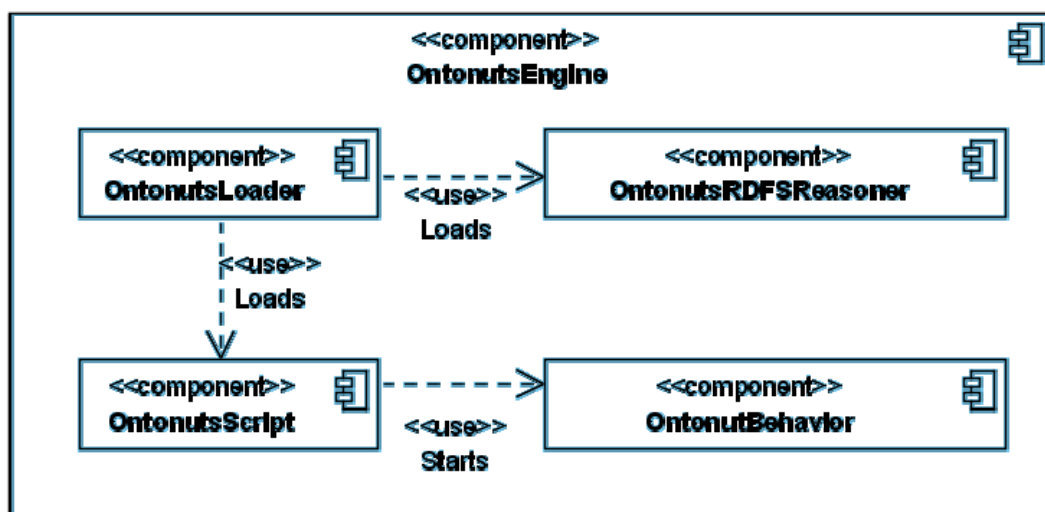 <<component>>
OntonutsEngine
<<component>>
OntonutsLoader
<<use>>
Loads
<<component>>
OntonutsRDFSReasoner
<<use>>
Loads
<<component>>
OntonutsScript
<<use>>
Starts
<<component>>
OntonutBehavior